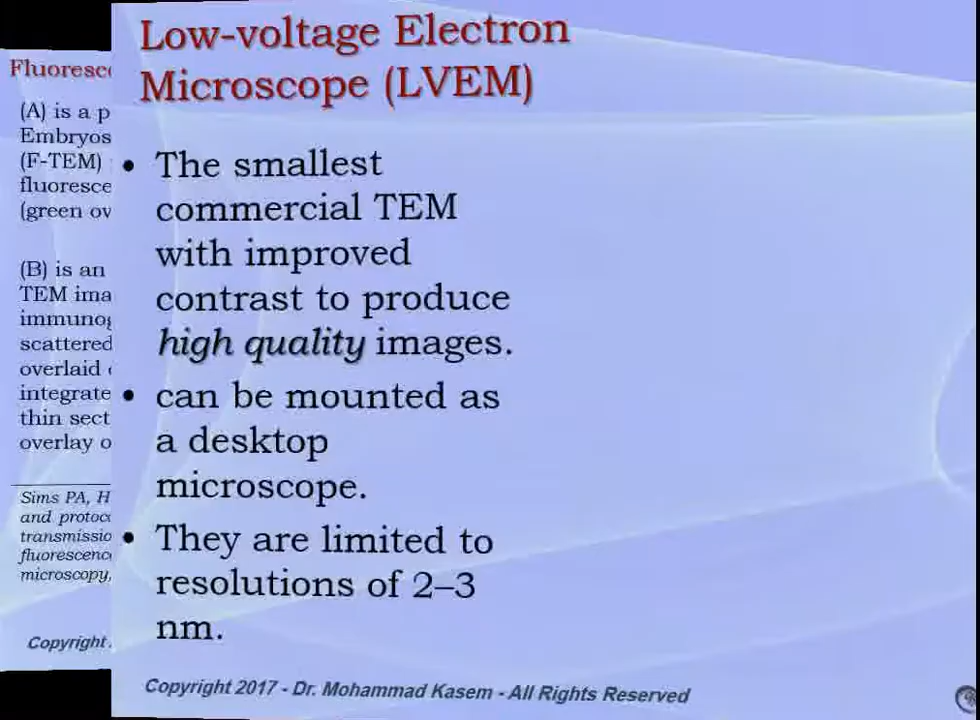 Low-voltage Electron
Microscope (LVEM)
• The smallest
commercial TEM
with improved
contrast to produce
high quality images.
• can be mounted as
a desktop
microscope.
• They are limited to
resolutions of 2–3
nm.
Copyright 2017 - Dr. Mohammad Kasem - All Rights Reserved
(A) is a p
Embryos
(F-TEM)
fluoresce
(green ov
(B) is an
TEM ima
scattered
overlaid
integrate
thin sect
overlay o
Sims PA, H
and protoc
transmissio
fluorescenc
microscopy,
Copyright